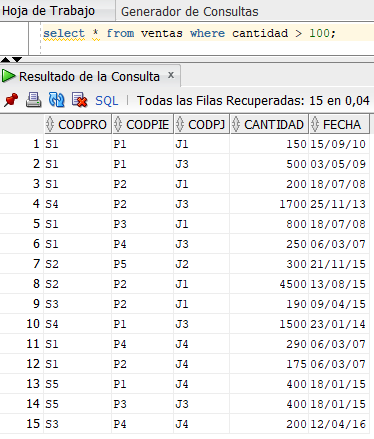 Hoja de Trabajo Generador de Consultas
select * from ventas where cantidad > 100;
Resultado de la Consulta x
SQL | Todas las Filas Recuperadas: 15 en 0,04
CODPRO CODPIE CODPJ CANTIDAD FECHA
1 S1 P1 J1 150 15/09/10
2 S1 P1 J3 500 03/05/09
3 S1 P2 J1 200 18/07/08
4 S4 P2 J3 1700 25/11/13
5 S1 P3 J1 800 18/07/08
6 S1 P4 J3 250 06/03/07
7 S2 P5 J2 300 21/11/15
8 S2 P2 J1 4500 13/08/15
9 S3 P2 J1 190 09/04/15
10 S4 P1 J3 1500 23/01/14
11 S1 P4 J4 290 06/03/07
12 S1 P2 J4 175 06/03/07
13 S5 P1 J4 400 18/01/15
14 S5 P3 J3 400 18/01/15
15 S3 P4 J4 200 12/04/16